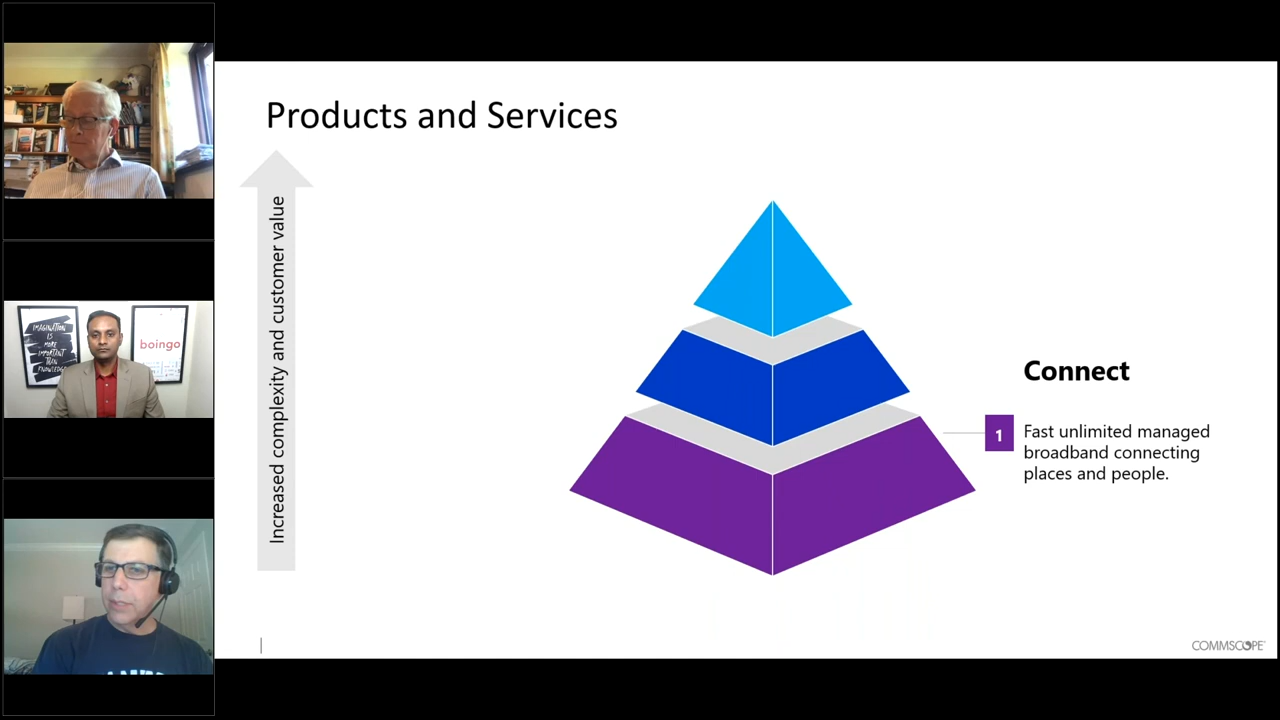 Products and Services
Increased complexity and customer value
Connect
1
Fast unlimited managed
broadband connecting
places and people.
COMMSCOPE
IMAGINATION
IS
MORE
IMPORTANT
THAN
KNOWLEDGE
boingo